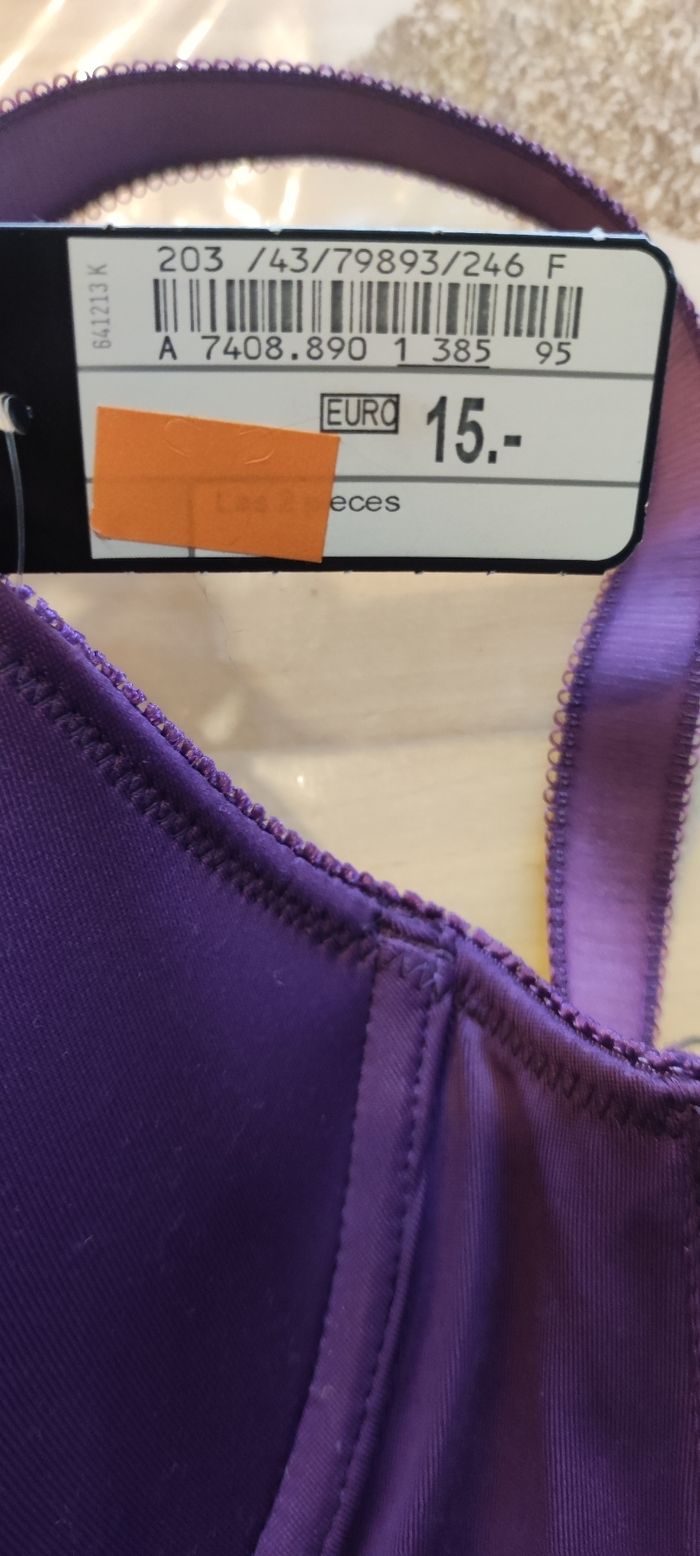 203 /43/79893/246 F
641213 K
A 7408.890 1 385 95
EURO 15.-
eces